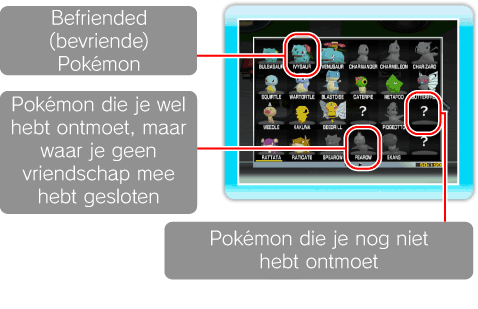 Befriended
(bevriende)
Pokémon
Pokémon die je wel
hebt ontmoet, maar
waar je geen
vriendschap mee
hebt gesloten
Pokémon die je nog niet
hebt ontmoet
BULBASAUR IVYSAUR VENUSAUR CHARMANDER CHARMELEON CHARIZARD
SQUIRTLE WARTORTLE BLASTOISE CATERPIE METAPOD
? ?
WEEDLE KAKUNA BEEDRILL PIDGEOTTO
?
RATTATA RATICATE SPEAROW FEAROW EKANS